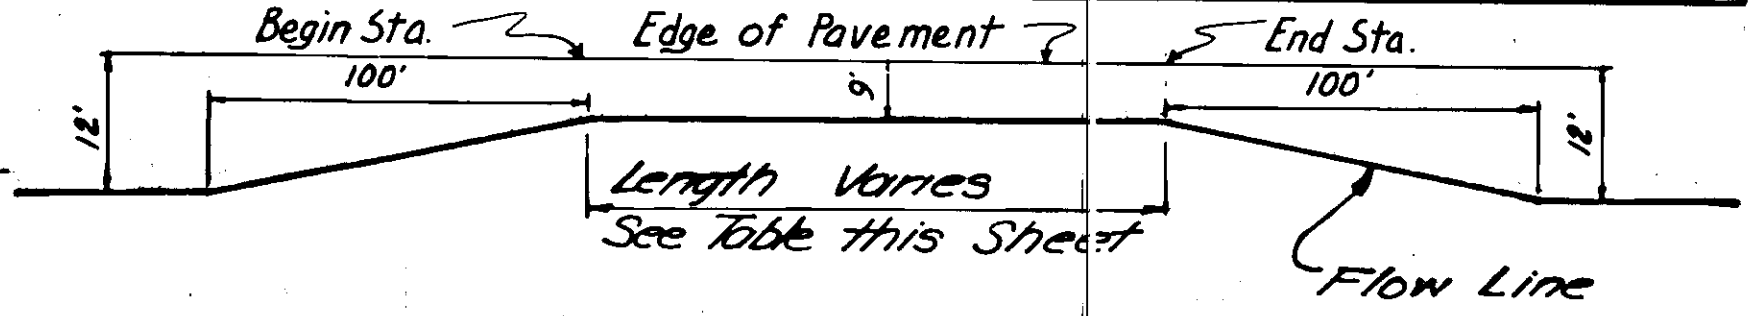 Begin Sta.
Edge of Pavement
End Sta.
100'
9'
100'
12'
12'
Length Varies
See Table this Sheet
Flow Line